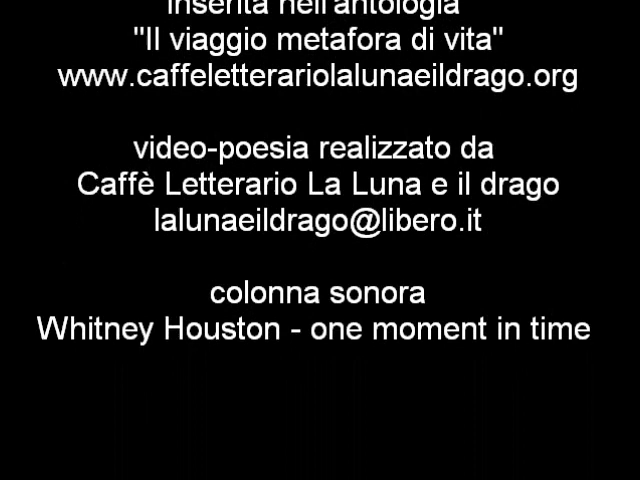 inserita nell'antologia
"Il viaggio metafora di vita"
www.caffeletterariolalunaeildrago.org
video-poesia realizzato da
Caffè Letterario La Luna e il drago
lalunaeildrago@libero.it
colonna sonora
Whitney Houston - one moment in time